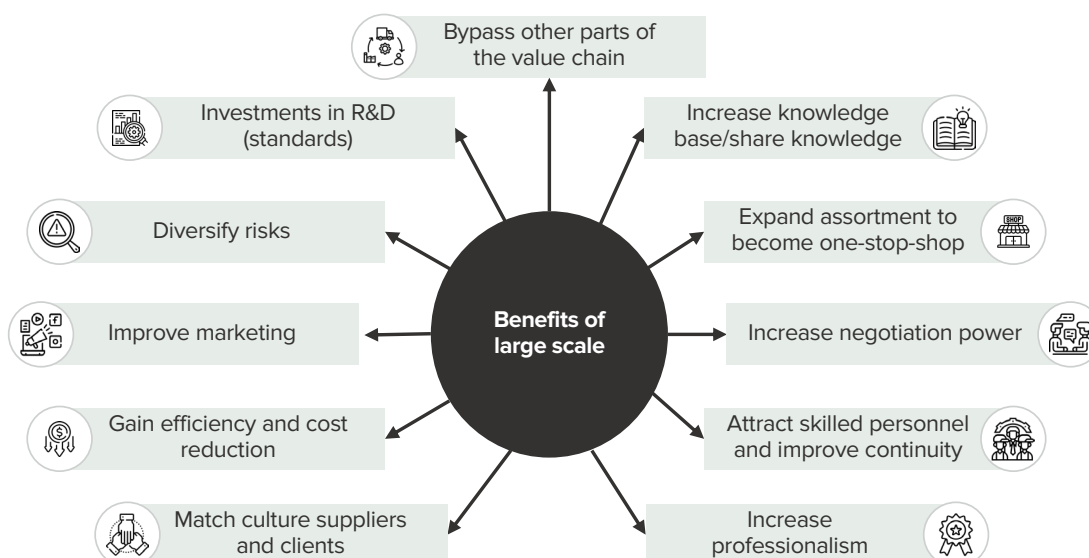 Bypass other parts of
the value chain
Investments in R&D
(standards)
Increase knowledge
base/share knowledge
Diversify risks
Expand assortment to
become one-stop-shop
SHOP
Improve marketing
Benefits of
large scale
Increase negotiation power
Gain efficiency and cost
reduction
Attract skilled personnel
and improve continuity
Match culture suppliers
and clients
Increase
professionalism